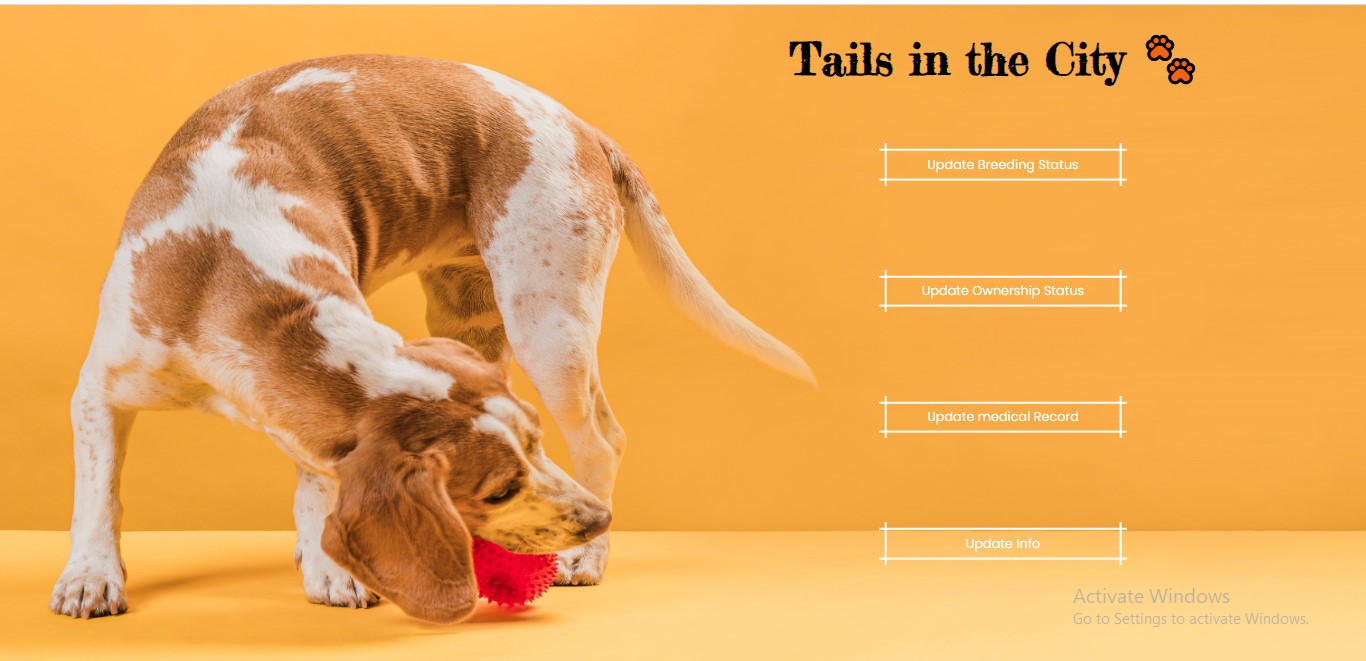 Tails in the City
Update Breeding Status
Update Ownership Status
Update medical Record
Update Info
Activate Windows
Go to Settings to activate Windows.